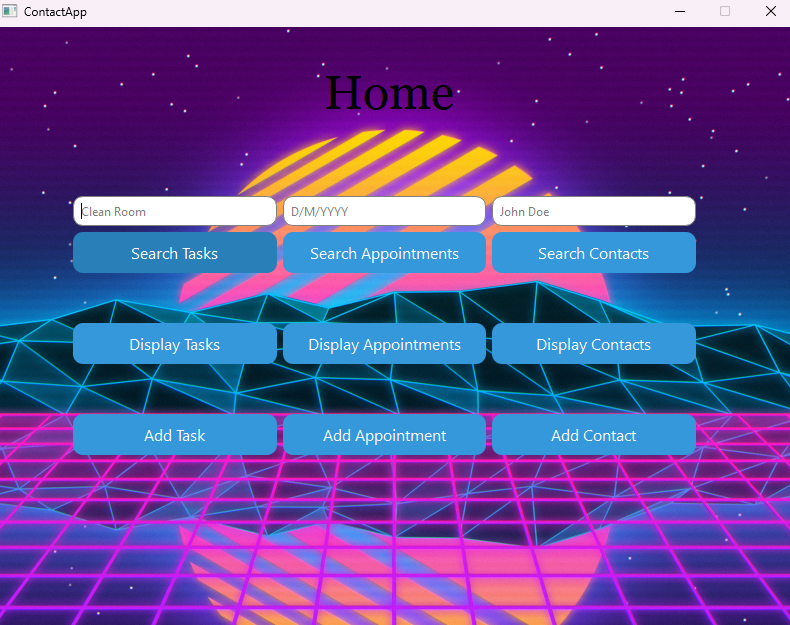 ContactApp
Home
Clean Room D/M/YYYY John Doe
Search Tasks Search Appointments Search Contacts
Display Tasks Display Appointments Display Contacts
Add Task Add Appointment Add Contact